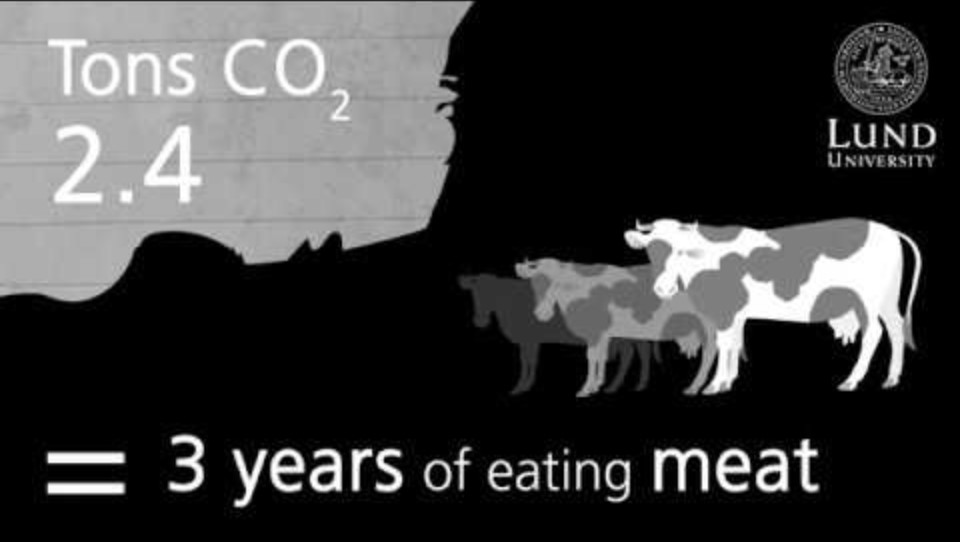 Tons CO₂
2.4
LUND
UNIVERSITY
= 3 years of eating meat